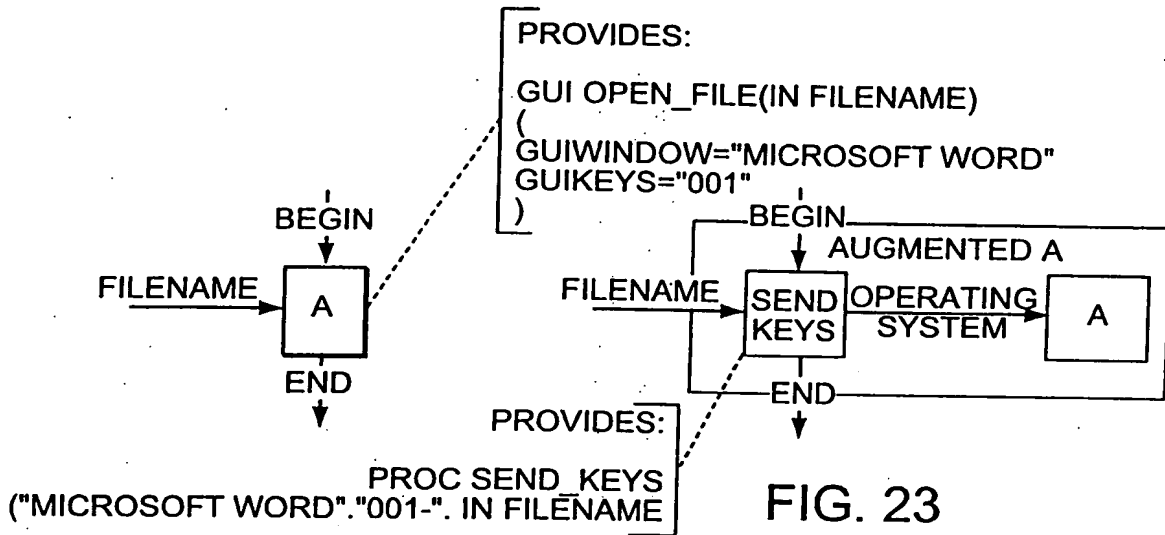 PROVIDES:
GUI OPEN_FILE(IN FILENAME)
(
GUIWINDOW="MICROSOFT WORD"
GUIKEYS="001"
)
BEGIN
FILENAME
A
END
BEGIN
AUGMENTED A
FILENAME
SEND
KEYS
OPERATING
SYSTEM
A
END
PROVIDES:
PROC SEND_KEYS
("MICROSOFT WORD"."001-". IN FILENAME
FIG. 23